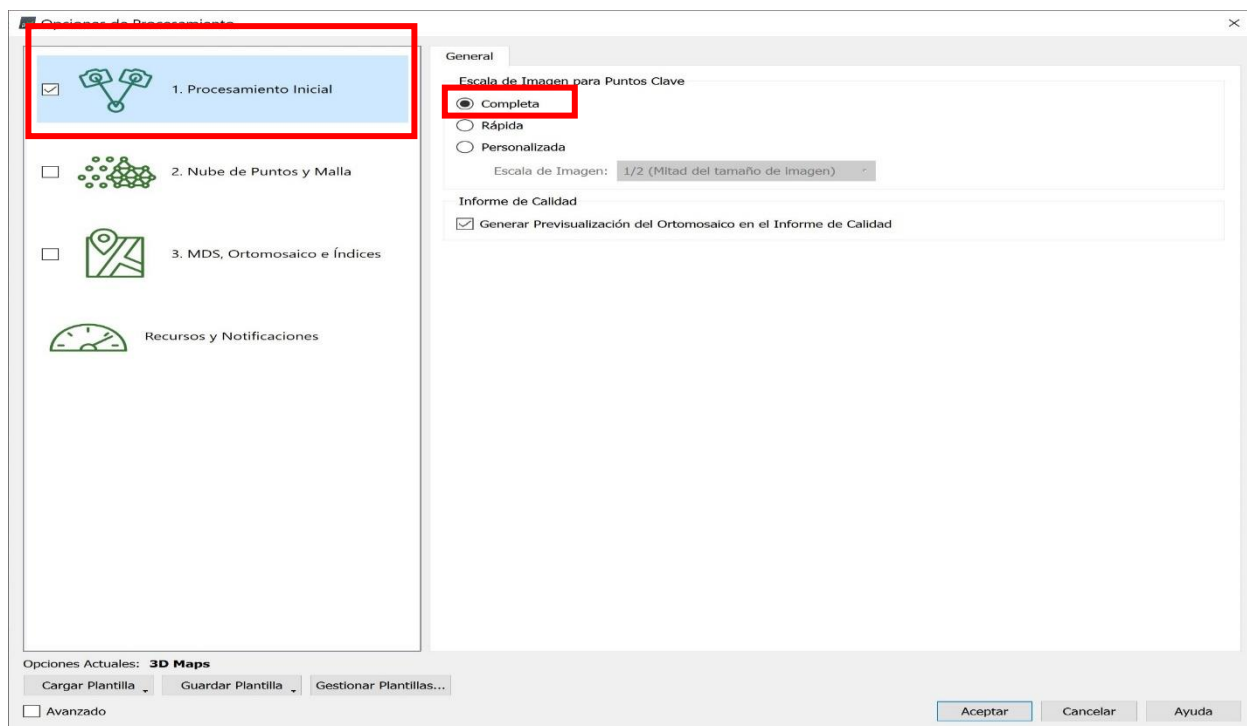 Opciones de Procesamiento
1. Procesamiento Inicial
2. Nube de Puntos y Malla
3. MDS, Ortomosaico e Índices
Recursos y Notificaciones
General
Escala de Imagen para Puntos Clave
Completa
Rápida
Personalizada
Escala de Imagen: 1/2 (Mitad del tamaño de imagen)
Informe de Calidad
Generar Previsualización del Ortomosaico en el Informe de Calidad
Opciones Actuales: 3D Maps
Cargar Plantilla Guardar Plantilla Gestionar Plantillas...
Avanzado Aceptar Cancelar Ayuda